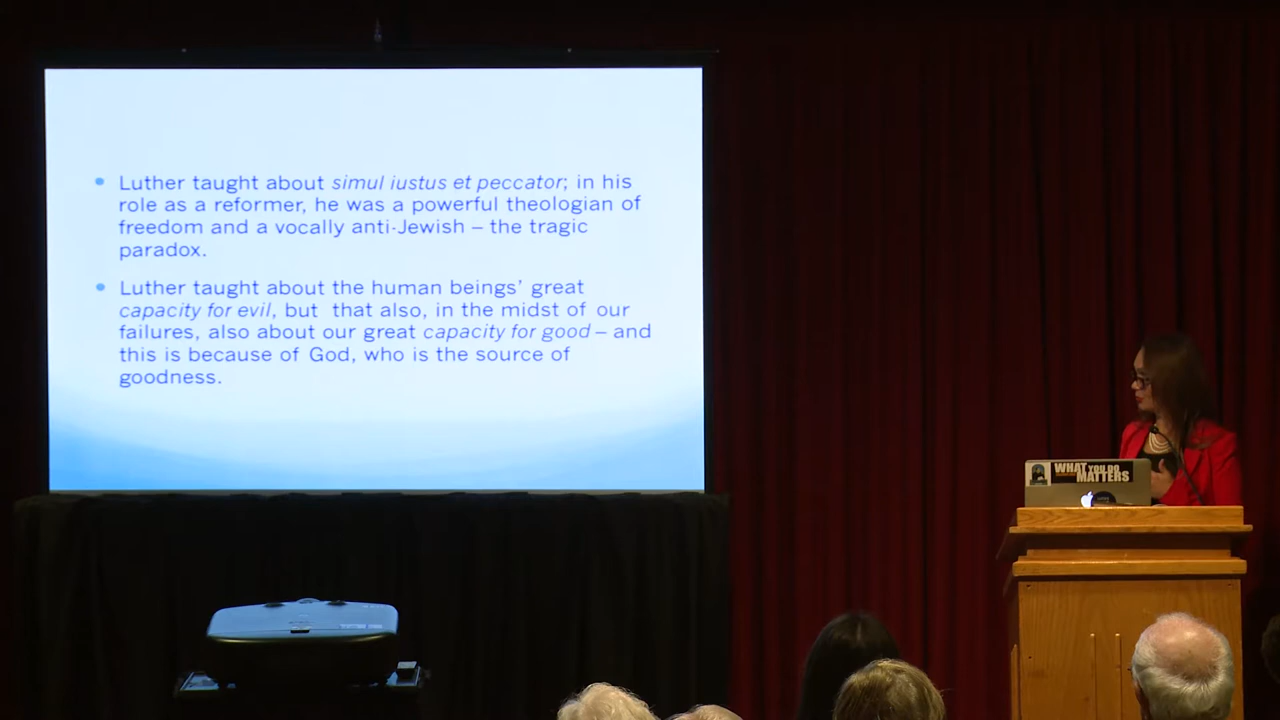 Luther taught about simul iustus et peccator; in his
role as a reformer, he was a powerful theologian of
freedom and a vocally anti-Jewish – the tragic
paradox.
Luther taught about the human beings’ great
capacity for evil, but that also, in the midst of our
failures, also about our great capacity for good – and
this is because of God, who is the source of
goodness.
WHAT YOU DO
MATTERS